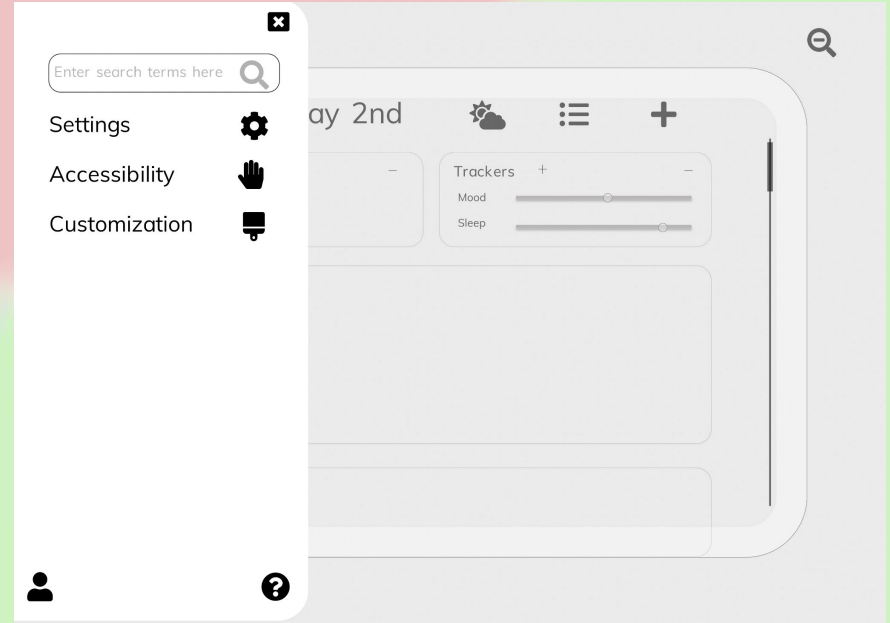 Enter search terms here
Settings
Accessibility
Customization
ay 2nd
Trackers +
Mood
Sleep